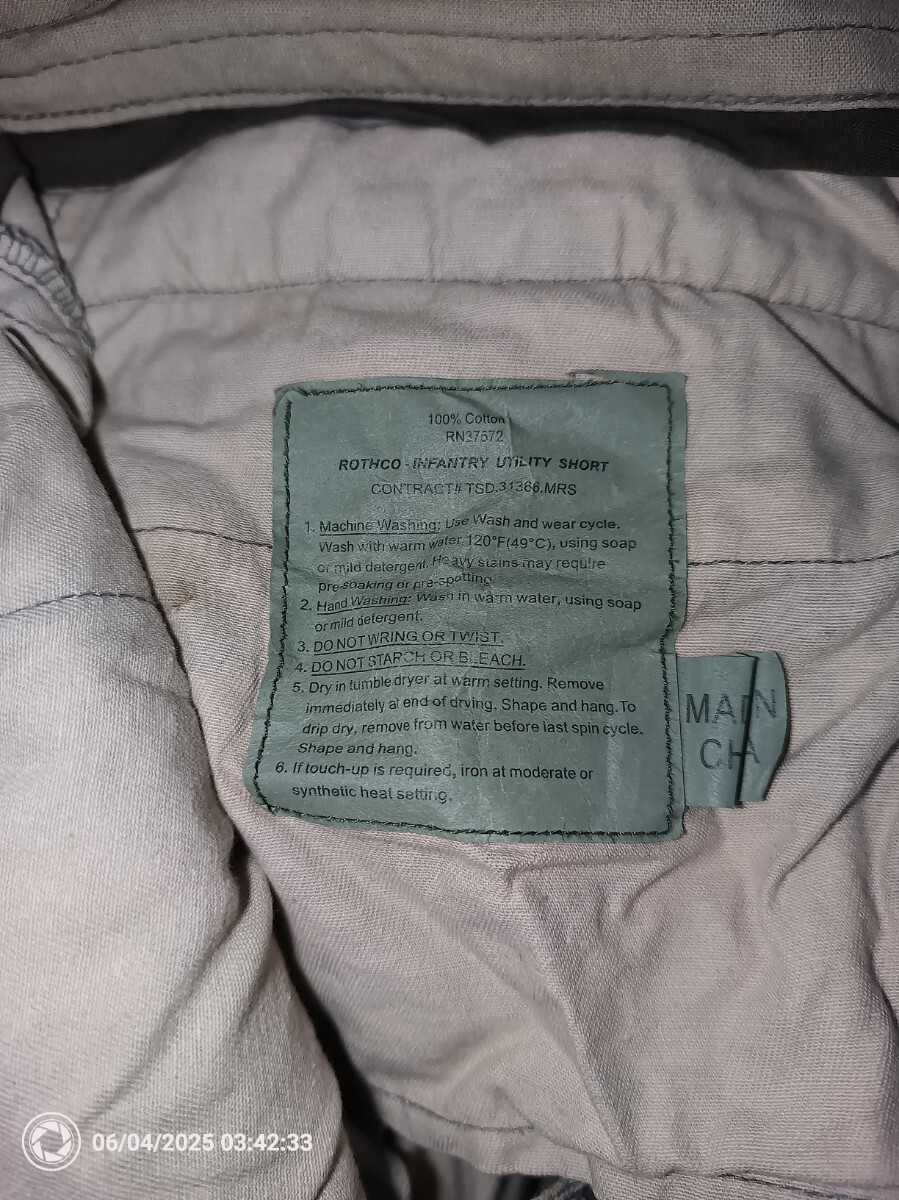 100% Cotton
RN37572
ROTHCO - INFANTRY UTILITY SHORT
CONTRACT# TSD.31366.MRS
1. Machine Washing: Use Wash and wear cycle.
Wash with warm water 120°F(49°C), using soap
or mild detergent. Heavy stains may require
pre-soaking or pre-spotting.
2. Hand Washing: Wash in warm water, using soap
or mild detergent.
3. DO NOT WRING OR TWIST.
4. DO NOT STARCH OR BLEACH.
5. Dry in tumble dryer at warm setting. Remove
immediately at end of drying. Shape and hang. To
drip dry, remove from water before last spin cycle.
Shape and hang.
6. If touch-up is required, iron at moderate or
synthetic heat setting.
06/04/2025 03:42:33